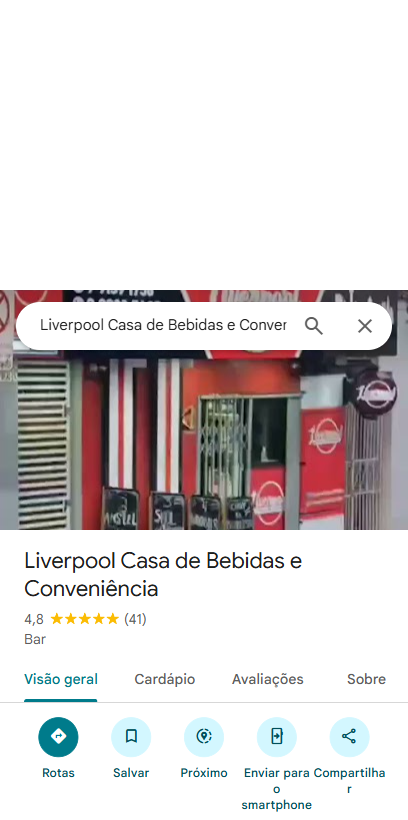 Liverpool Casa de Bebidas e Conver
Liverpool Casa de Bebidas e
Conveniência
4,8 ★★★★★ (41)
Bar
Visão geral Cardápio Avaliações Sobre
Rotas Salvar Próximo Enviar para Compartilha
o r
smartphone